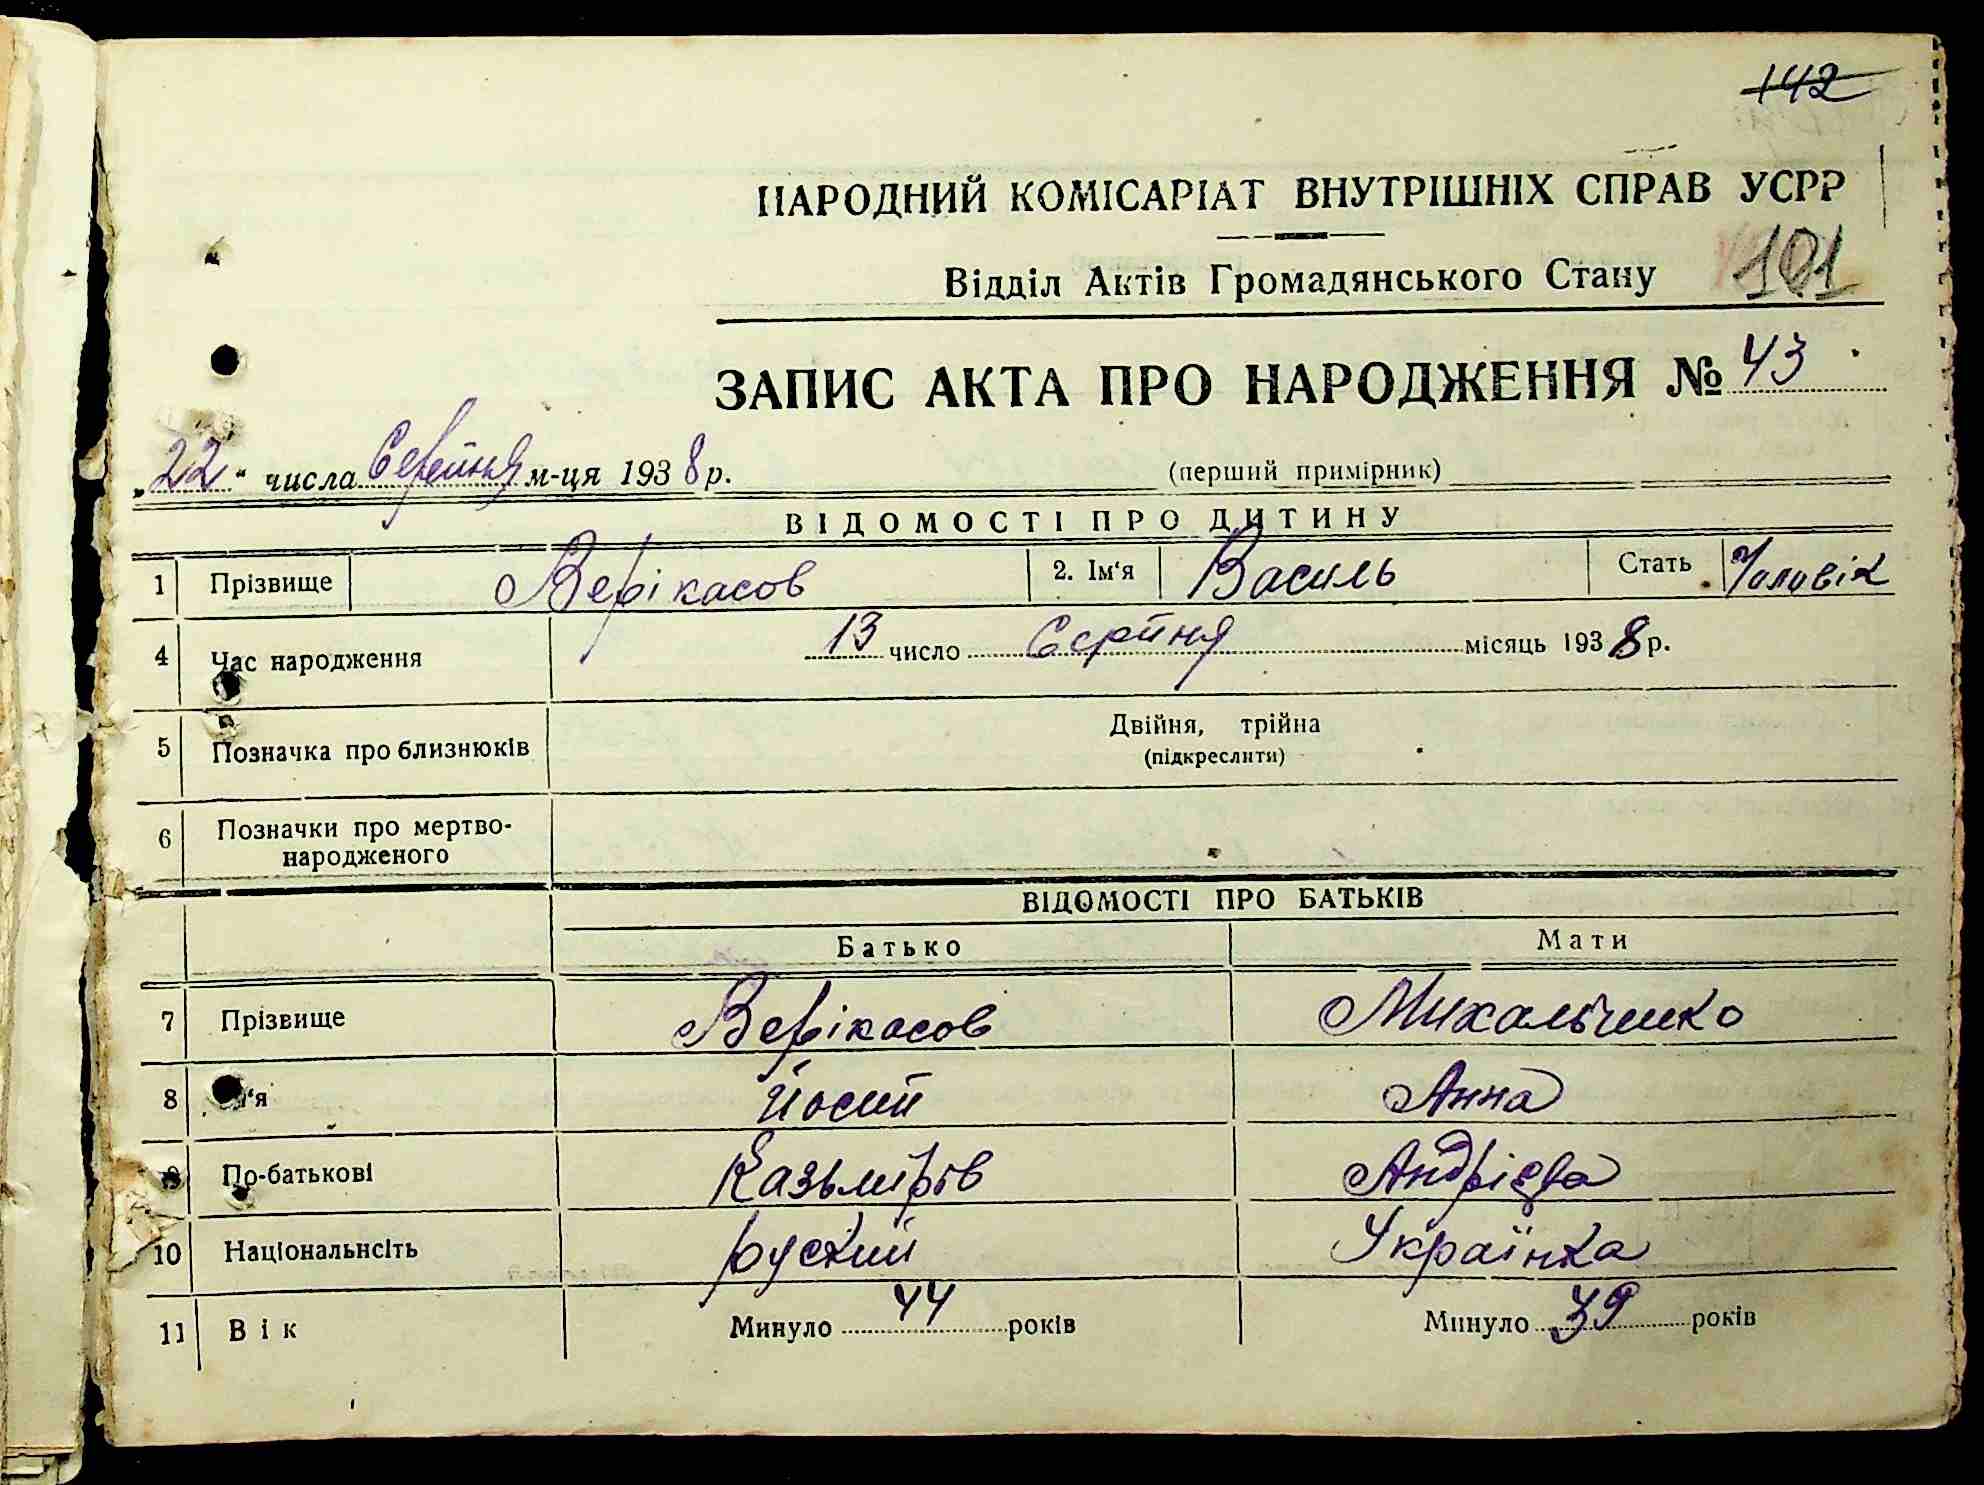 142
НАРОДНИЙ КОМІСАРІАТ ВНУТРІШНІХ СПРАВ УСРР
Відділ Актів Громадянського Стану 101
ЗАПИС АКТА ПРО НАРОДЖЕННЯ № 43
„22“ числа Серпня м-ця 1938 р. (перший примірник)
ВІДОМОСТІ ПРО ДИТИНУ
1 Прізвище Верікасов 2. Ім‘я Василь Стать Чоловік
4 Час народження 13 число Серпня місяць 1938 р.
5 Позначка про близнюків Двійня, трійна
(підкреслити)
6 Позначки про мертво-
народженого
ВІДОМОСТІ ПРО БАТЬКІВ
Батько Мати
7 Прізвище Верікасов Михальченко
8 м‘я Йосип Анна
9 По-батькові Казьміров Андрієва
10 Національнсіть руский Українка
11 Вік Минуло 44 років Минуло 39 років